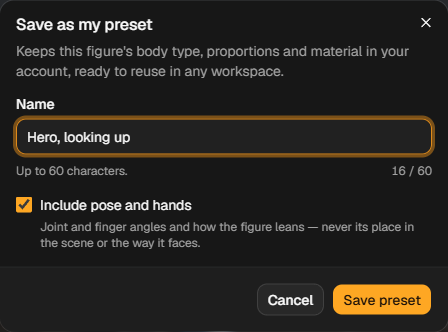 Save as my preset
Keeps this figure's body type, proportions and material in your
account, ready to reuse in any workspace.
Name
Hero, looking up
Up to 60 characters.
16 / 60
Include pose and hands
Joint and finger angles and how the figure leans — never its place in
the scene or the way it faces.
Cancel
Save preset